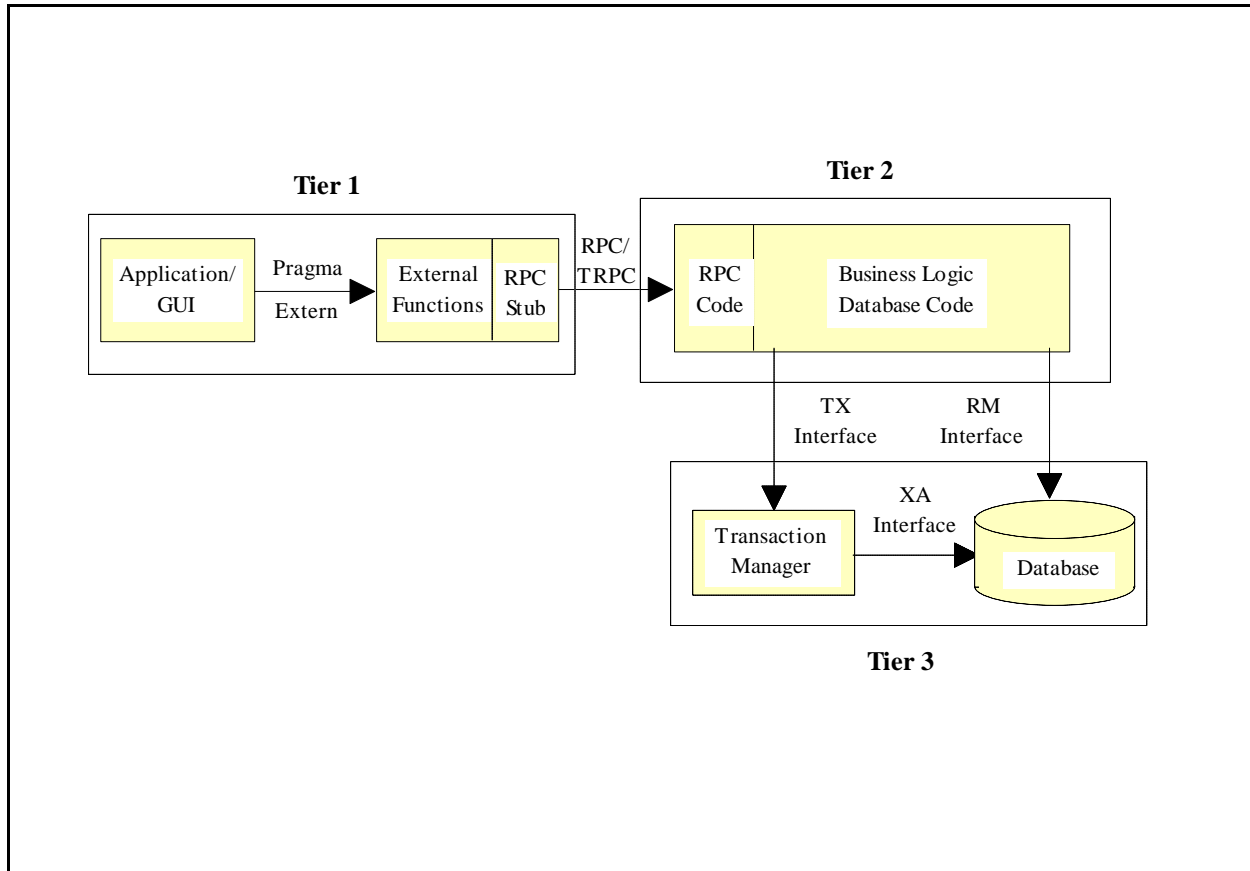 Tier 1
Tier 2
Application/
GUI
Pragma
Extern
External
Functions
RPC
Stub
RPC/
TRPC
RPC
Code
Business Logic
Database Code
TX
Interface
RM
Interface
XA
Interface
Transaction
Manager
Database
Tier 3